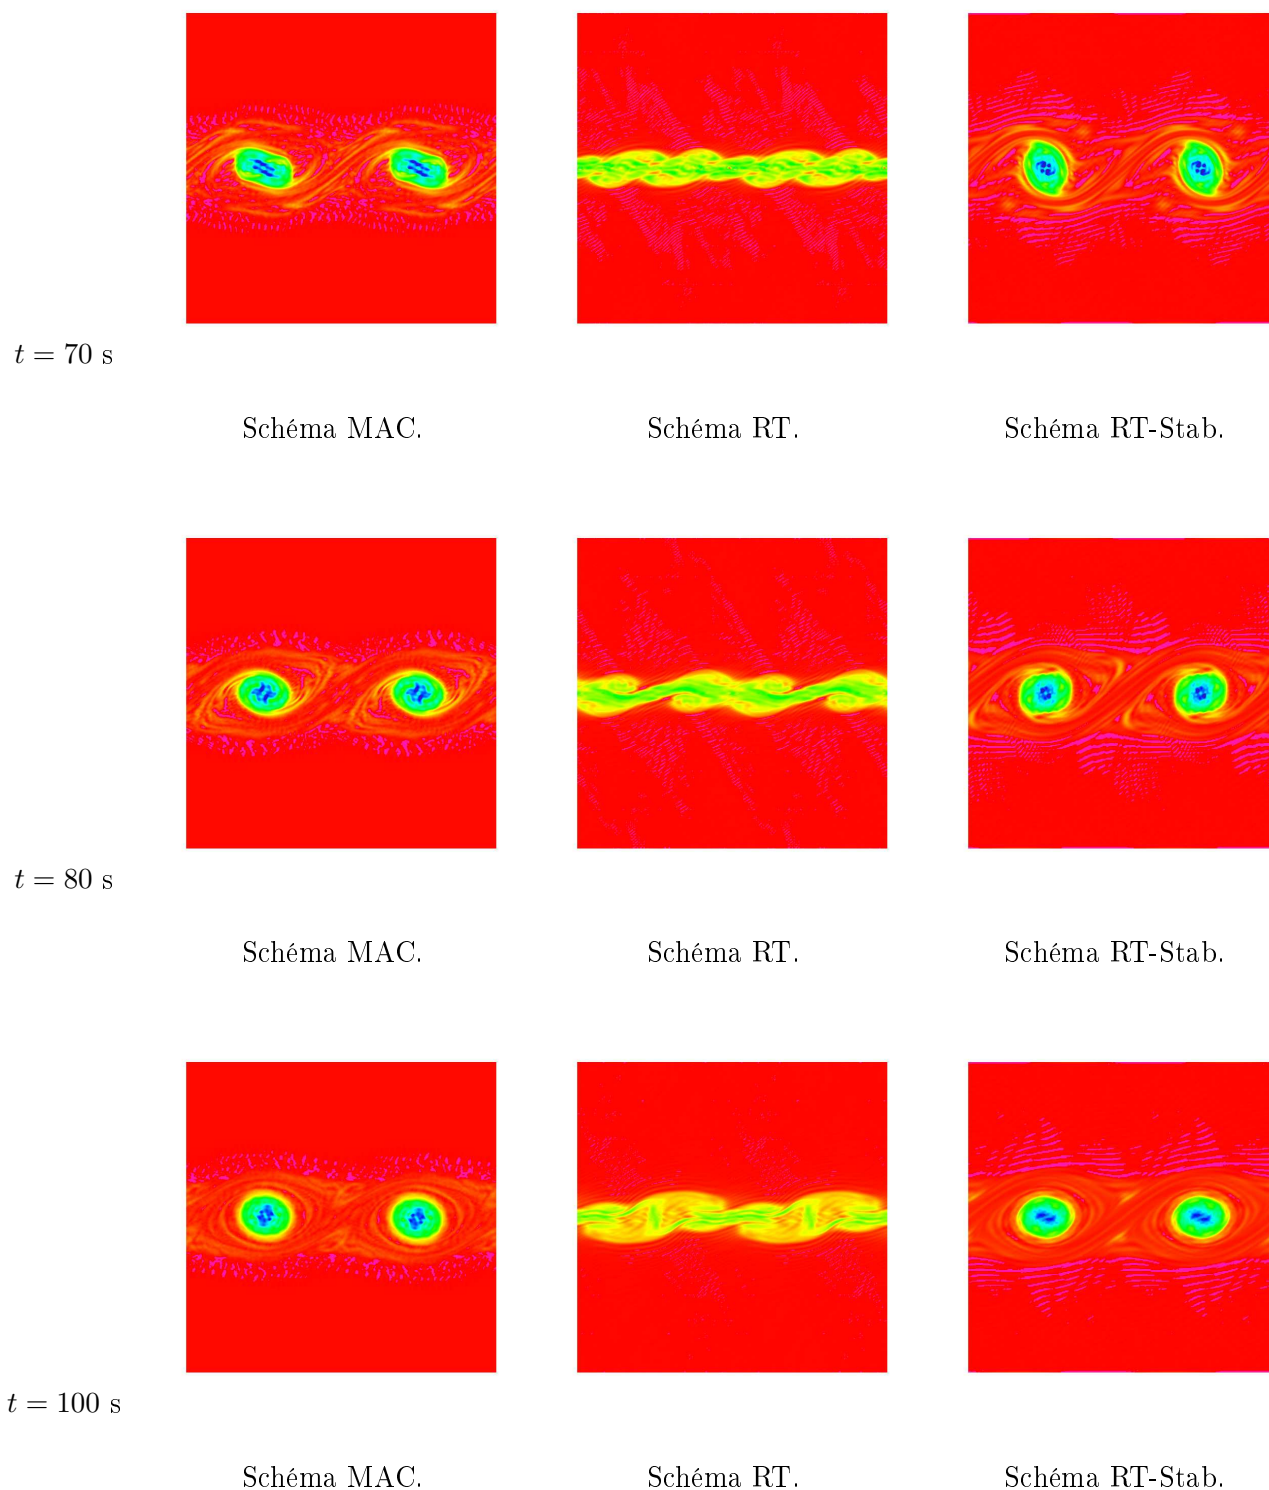 t = 70 s
Schéma MAC.
Schéma RT.
Schéma RT-Stab.
t = 80 s
Schéma MAC.
Schéma RT.
Schéma RT-Stab.
t = 100 s
Schéma MAC.
Schéma RT.
Schéma RT-Stab.